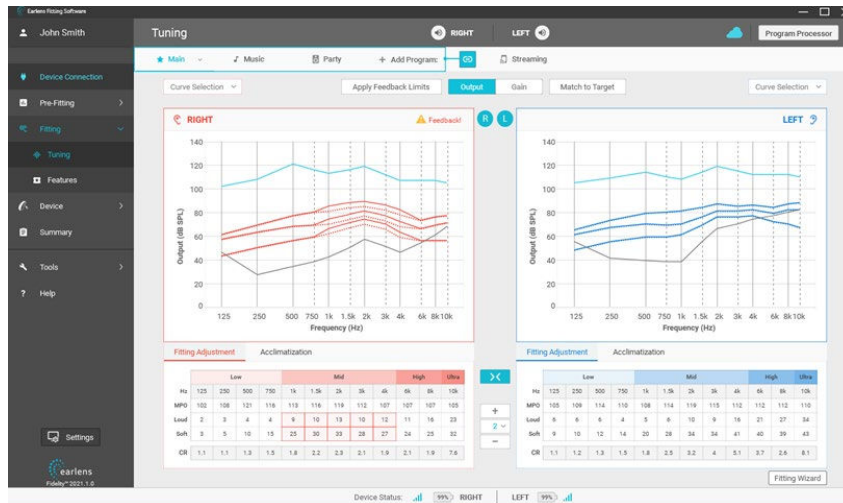 Earlens Fitting Software
John Smith
Tuning
RIGHT
LEFT
Program Processor
Main
Music
Party
+ Add Program:
Streaming
Device Connection
Pre-Fitting
Fitting
Tuning
Features
Device
Summary
Tools
? Help
Settings
earlens
Fidelity™ 2021.1.0
Curve Selection
Apply Feedback Limits
Output
Gain
Match to Target
Curve Selection
RIGHT
Feedback!
R
L
LEFT
140
120
100
80
60
40
20
0
Output (dB SPL)
125 250 500 750 1k 1.5k 2k 3k 4k 6k 8k 10k
Frequency (Hz)
140
120
100
80
60
40
20
0
Output (dB SPL)
125 250 500 750 1k 1.5k 2k 3k 4k 6k 8k 10k
Frequency (Hz)
Fitting Adjustment
Acclimatization
Low Mid High Ultra
Hz 125 250 500 750 1k 1.5k 2k 3k 4k 6k 8k 10k
MPO 102 108 121 116 113 116 119 112 107 107 107 105
Loud 2 3 4 4 9 10 13 10 12 11 16 23
Soft 3 5 10 15 25 30 33 28 27 24 25 32
CR 1.1 1.1 1.3 1.5 1.8 2.2 2.3 2.1 1.9 2.1 1.9 7.6
+
2
−
Fitting Adjustment
Acclimatization
Low Mid High Ultra
Hz 125 250 500 750 1k 1.5k 2k 3k 4k 6k 8k 10k
MPO 105 109 114 110 108 114 119 115 112 112 112 110
Loud 6 6 6 4 5 6 10 9 16 21 27 34
Soft 9 10 12 14 20 28 34 34 41 40 39 43
CR 1.1 1.2 1.3 1.5 1.8 2.5 3.2 4 5.1 3.7 2.6 8.1
Fitting Wizard
Device Status: 99% RIGHT LEFT 99%